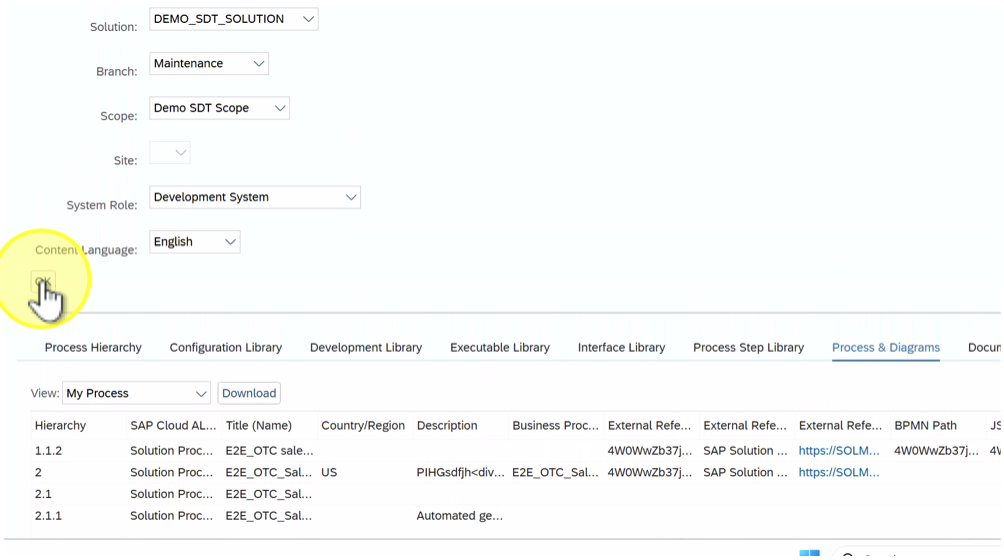 Solution: DEMO_SDT_SOLUTION
Branch: Maintenance
Scope: Demo SDT Scope
Site:
System Role: Development System
Content Language: English
OK
Process Hierarchy Configuration Library Development Library Executable Library Interface Library Process Step Library Process & Diagrams Docum
View: My Process Download
Hierarchy SAP Cloud AL... Title (Name) Country/Region Description Business Proc... External Refe... External Refe... External Refe... BPMN Path JS
1.1.2 Solution Proc... E2E_OTC sale... 4W0WwZb37j... SAP Solution ... https://SOLM... 4W0WwZb37j... 4W
2 Solution Proc... E2E_OTC_Sal... US PIHGsdfjh<div... E2E_OTC_Sal... 4W0WwZb37j... SAP Solution ... https://SOLM...
2.1 Solution Proc... E2E_OTC_Sal...
2.1.1 Solution Proc... E2E_OTC_Sal... Automated ge...